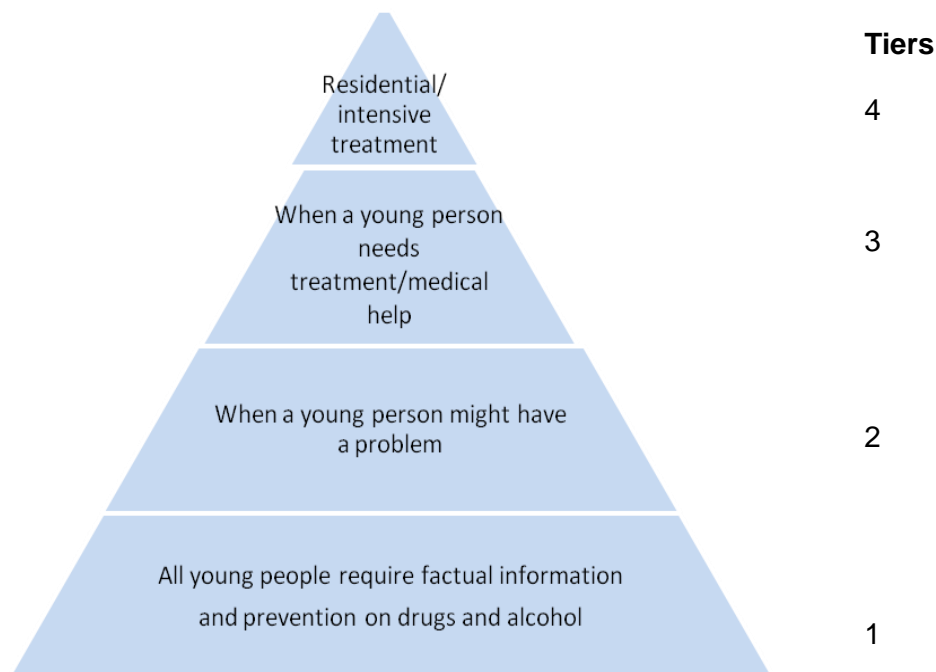 Tiers
Residential/
intensive
treatment
4
When a young person
needs
treatment/medical
help
3
When a young person might have
a problem
2
All young people require factual information
and prevention on drugs and alcohol
1